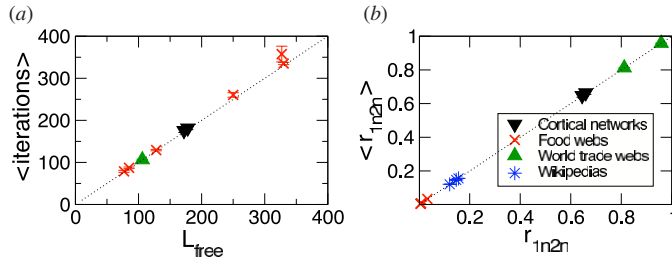 (a)
(b)
400
300
200
100
0
<iterations>
0
100
200
300
400
L_free
1
0.8
0.6
0.4
0.2
<r_1n2n>
0.2
0.4
0.6
0.8
1
r_1n2n
Cortical networks
Food webs
World trade webs
Wikipedias